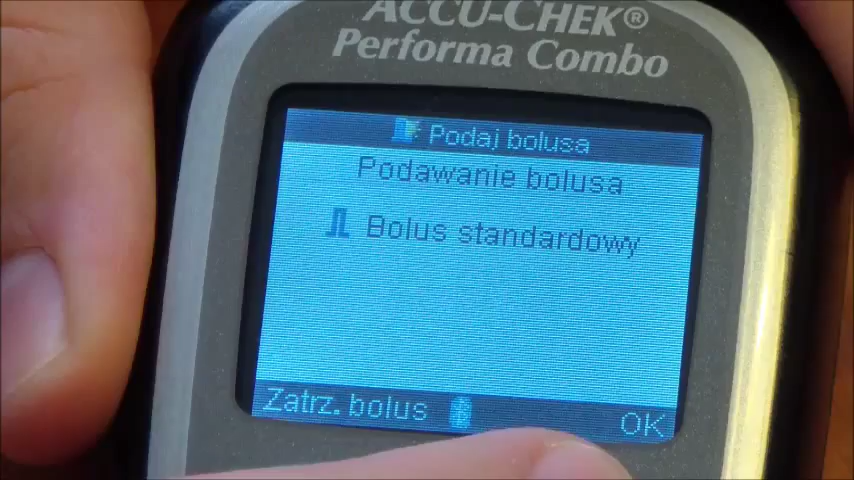 ACCU-CHEK®
Performa Combo
Podaj bolusa
Podawanie bolusa
Bolus standardowy
Zatrz. bolus
OK